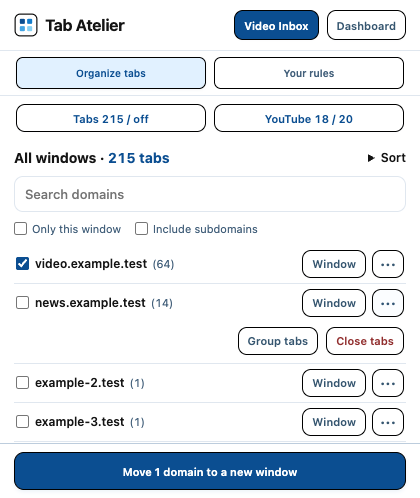 Tab Atelier
Video Inbox
Dashboard
Organize tabs
Your rules
Tabs 215 / off
YouTube 18 / 20
All windows · 215 tabs
▶ Sort
Search domains
Only this window
Include subdomains
video.example.test (64)
Window
...
news.example.test (14)
Window
...
Group tabs
Close tabs
example-2.test (1)
Window
...
example-3.test (1)
Window
...
Move 1 domain to a new window